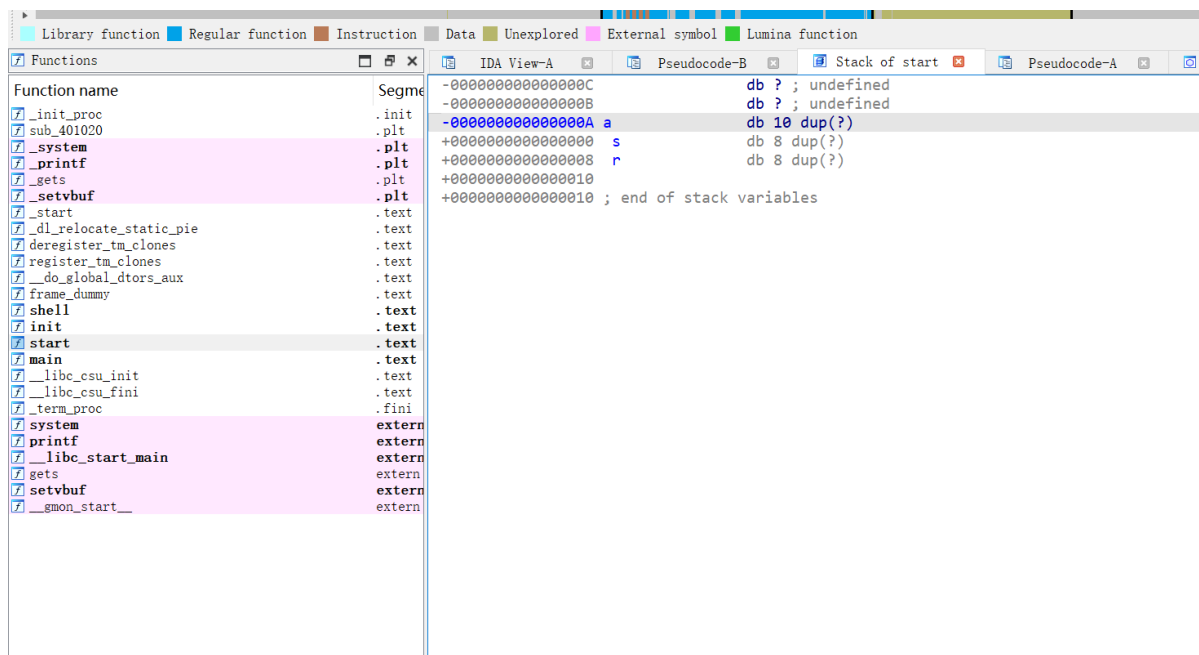 Library function Regular function Instruction Data Unexplored External symbol Lumina function
Functions
IDA View-A Pseudocode-B Stack of start Pseudocode-A
Function name Segme
_init_proc .init
sub_401020 .plt
_system .plt
_printf .plt
_gets .plt
_setvbuf .plt
_start .text
_dl_relocate_static_pie .text
deregister_tm_clones .text
register_tm_clones .text
__do_global_dtors_aux .text
frame_dummy .text
shell .text
init .text
start .text
main .text
__libc_csu_init .text
__libc_csu_fini .text
_term_proc .fini
system extern
printf extern
__libc_start_main extern
gets extern
setvbuf extern
__gmon_start__ extern
-000000000000000C db ? ; undefined
-000000000000000B db ? ; undefined
-000000000000000A a db 10 dup(?)
+0000000000000000 s db 8 dup(?)
+0000000000000008 r db 8 dup(?)
+0000000000000010
+0000000000000010 ; end of stack variables